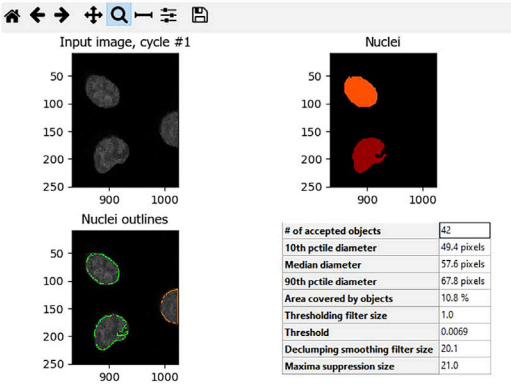 Input image, cycle #1
Nuclei
50
100
150
200
250
900
1000
50
100
150
200
250
900
1000
Nuclei outlines
50
100
150
200
250
900
1000
# of accepted objects 42
10th pctile diameter 49.4 pixels
Median diameter 57.6 pixels
90th pctile diameter 67.8 pixels
Area covered by objects 10.8 %
Thresholding filter size 1.0
Threshold 0.0069
Declumping smoothing filter size 20.1
Maxima suppression size 21.0